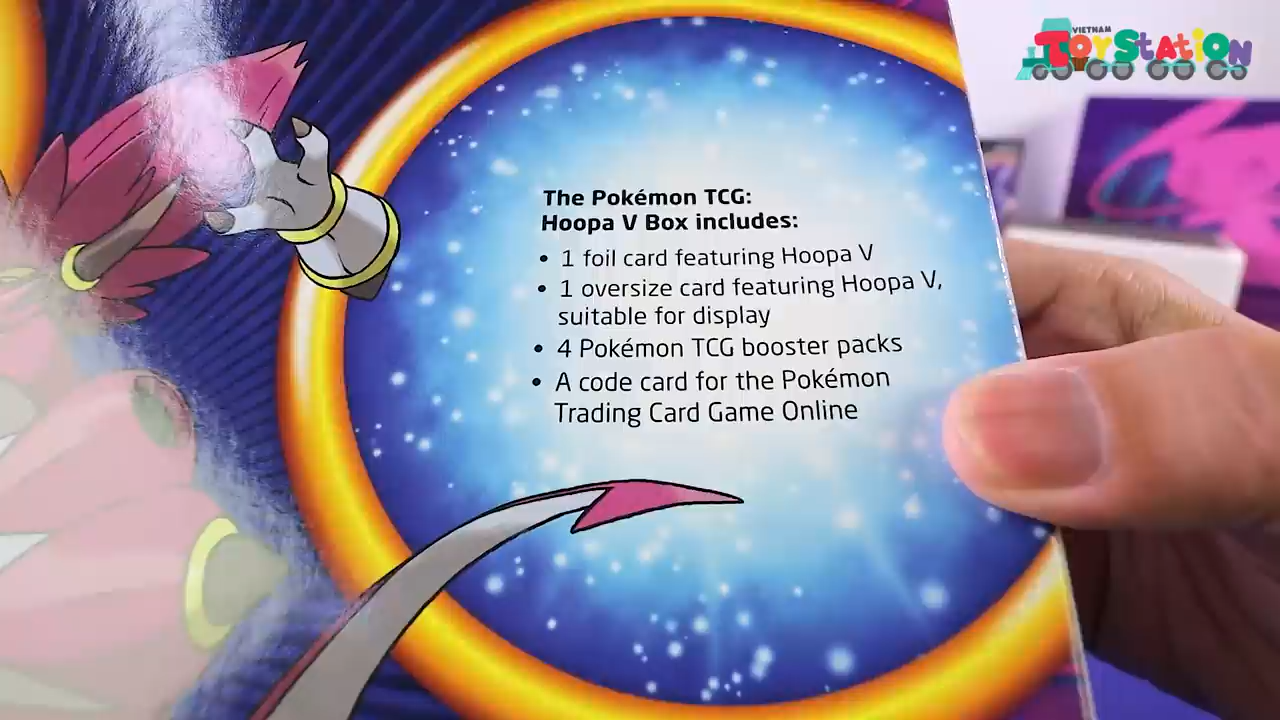 VIETNAM
ToyStation
The Pokémon TCG:
Hoopa V Box includes:
• 1 foil card featuring Hoopa V
• 1 oversize card featuring Hoopa V,
suitable for display
• 4 Pokémon TCG booster packs
• A code card for the Pokémon
Trading Card Game Online